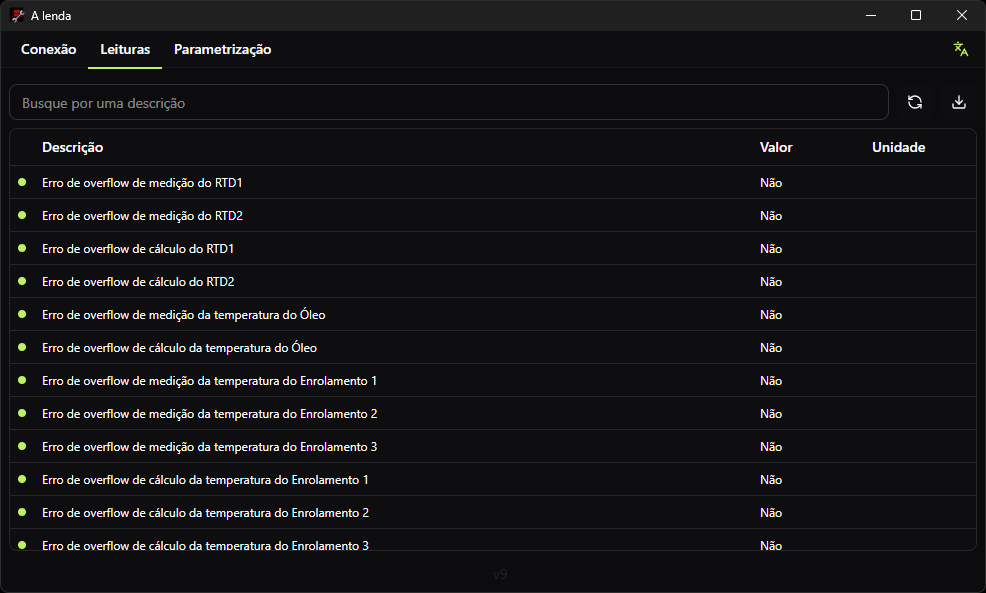 A lenda
Conexão Leituras Parametrização
Busque por uma descrição
Descrição Valor Unidade
Erro de overflow de medição do RTD1 Não
Erro de overflow de medição do RTD2 Não
Erro de overflow de cálculo do RTD1 Não
Erro de overflow de cálculo do RTD2 Não
Erro de overflow de medição da temperatura do Óleo Não
Erro de overflow de cálculo da temperatura do Óleo Não
Erro de overflow de medição da temperatura do Enrolamento 1 Não
Erro de overflow de medição da temperatura do Enrolamento 2 Não
Erro de overflow de medição da temperatura do Enrolamento 3 Não
Erro de overflow de cálculo da temperatura do Enrolamento 1 Não
Erro de overflow de cálculo da temperatura do Enrolamento 2 Não
Erro de overflow de cálculo da temperatura do Enrolamento 3 Não
v9